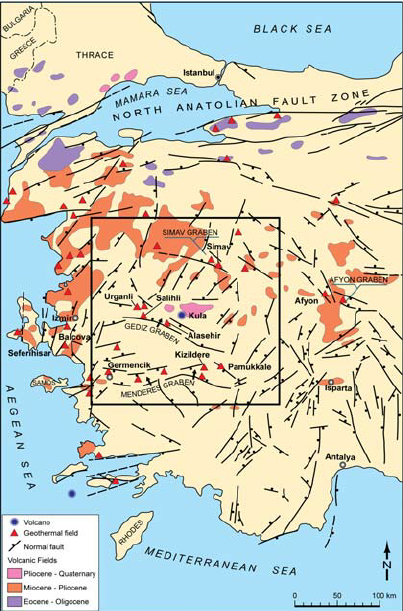 BULGARIA
BLACK SEA
GREECE
THRACE
Istanbul
MAMARA SEA
NORTH ANATOLIAN FAULT ZONE
SIMAV GRABEN
Simav
AFYON GRABEN
Urganli
Salihli
Afyon
Izmir
Kula
Balcova
GEDIZ GRABEN
Alasehir
Seferihisar
Kizildere
Germencik
Pamukkale
SAMOS
MENDERES GRABEN
Isparta
AEGEAN SEA
Antalya
RHODES
MEDITERRANEAN SEA
Volcano
Geothermal field
Normal fault
Volcanic Fields
Pliocene - Quaternary
Miocene - Pliocene
Eocene - Oligocene
N
0 50 100 km